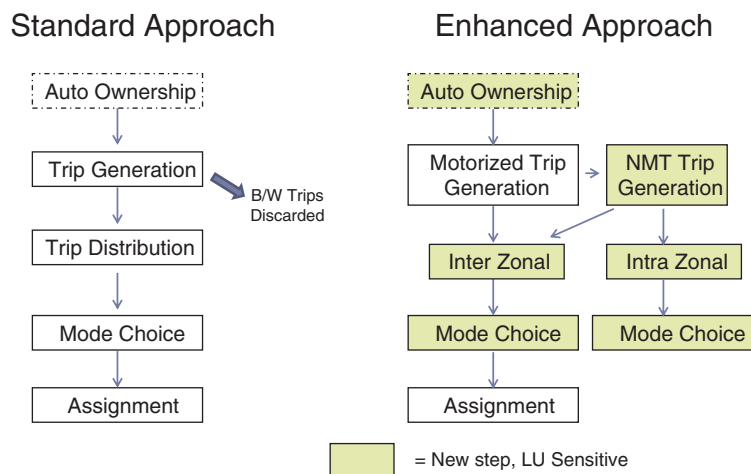 Standard Approach
Auto Ownership
Trip Generation
B/W Trips
Discarded
Trip Distribution
Mode Choice
Assignment
Enhanced Approach
Auto Ownership
Motorized Trip
Generation
NMT Trip
Generation
Inter Zonal
Intra Zonal
Mode Choice
Mode Choice
Assignment
= New step, LU Sensitive